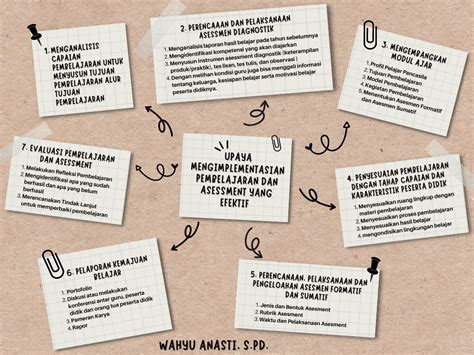 1. MENGANALISIS
CAPAIAN
PEMBELAJARAN UNTUK
MENYUSUN TUJUAN
PEMBELAJARAN ALUR
TUJUAN
PEMBELAJARAN
2. PERENCAAN DAN PELAKSANAAN
ASESSMEN DIAGNOSTIK
1. Menganalisis laporan hasil belajar pada tahun sebelumnya
2. Mengidentifikasi kompetensi yang akan diajarkan
3. Menyusun instrumen assesment diagnostik (keterampilan
produk/praktik), tes lisan, tes tulis, dan observasi)
4. Dengan melihan kondisi guru juga bisa menggali informasi
tentang keluarga, kesiapan belajar serta motivasi belajar
peserta didiknya.
3. MENGEMBANGKAN
MODUL AJAR
1. Profil Pelajar Pancasila
2. Tujuan Pembelajaran
3. Model Pembelajaran
4. Kegiatan Pembelajaran
5. Menentukan Asesmen Formatif
dan Asesmen Sumatif
UPAYA
MENGIMPLEMENTASIAN
PEMBELAJARAN DAN
ASESSMENT YANG
EFEKTIF
7. EVALUASI PEMBELAJARAN
DAN ASESSMENT
1. Melakukan Refleksi Pembelajaran
2. Mengidentifikasi apa yang sudah
berhasil dan apa yang belum
berhasil
3. Merencanakan Tindak Lanjut
untuk memperbaiki pembelajaran
4. PENYESUAIAN PEMBELAJARAN
DENGAN TAHAP CAPAIAN DAN
KARAKTERISTIK PESERTA DIDIK
1. Menyesuaikan ruang lingkup dengan
materi pembelajaran
2. Menyesuaikan proses pembelajaran
3. Menyesuaikan hasil belajar
4. mengondisikan lingkungan belajar
6. PELAPORAN KEMAJUAN
BELAJAR
1. Portofolio
2. Diskusi atau melakukan
konferensi antar guru, peserta
didik dan orang tua peserta didik
3. Pameran Karya
4. Rapor
5. PERENCANAAN, PELAKSANAAN DAN
PENGELOAHAN ASESMEN FORMATIF
DAN SUMATIF
1. Jenis dan Bentuk Asesment
2. Rubrik Asesment
3. Waktu dan Pelaksanaan Asesment
WAHYU ANASTI, S.PD.